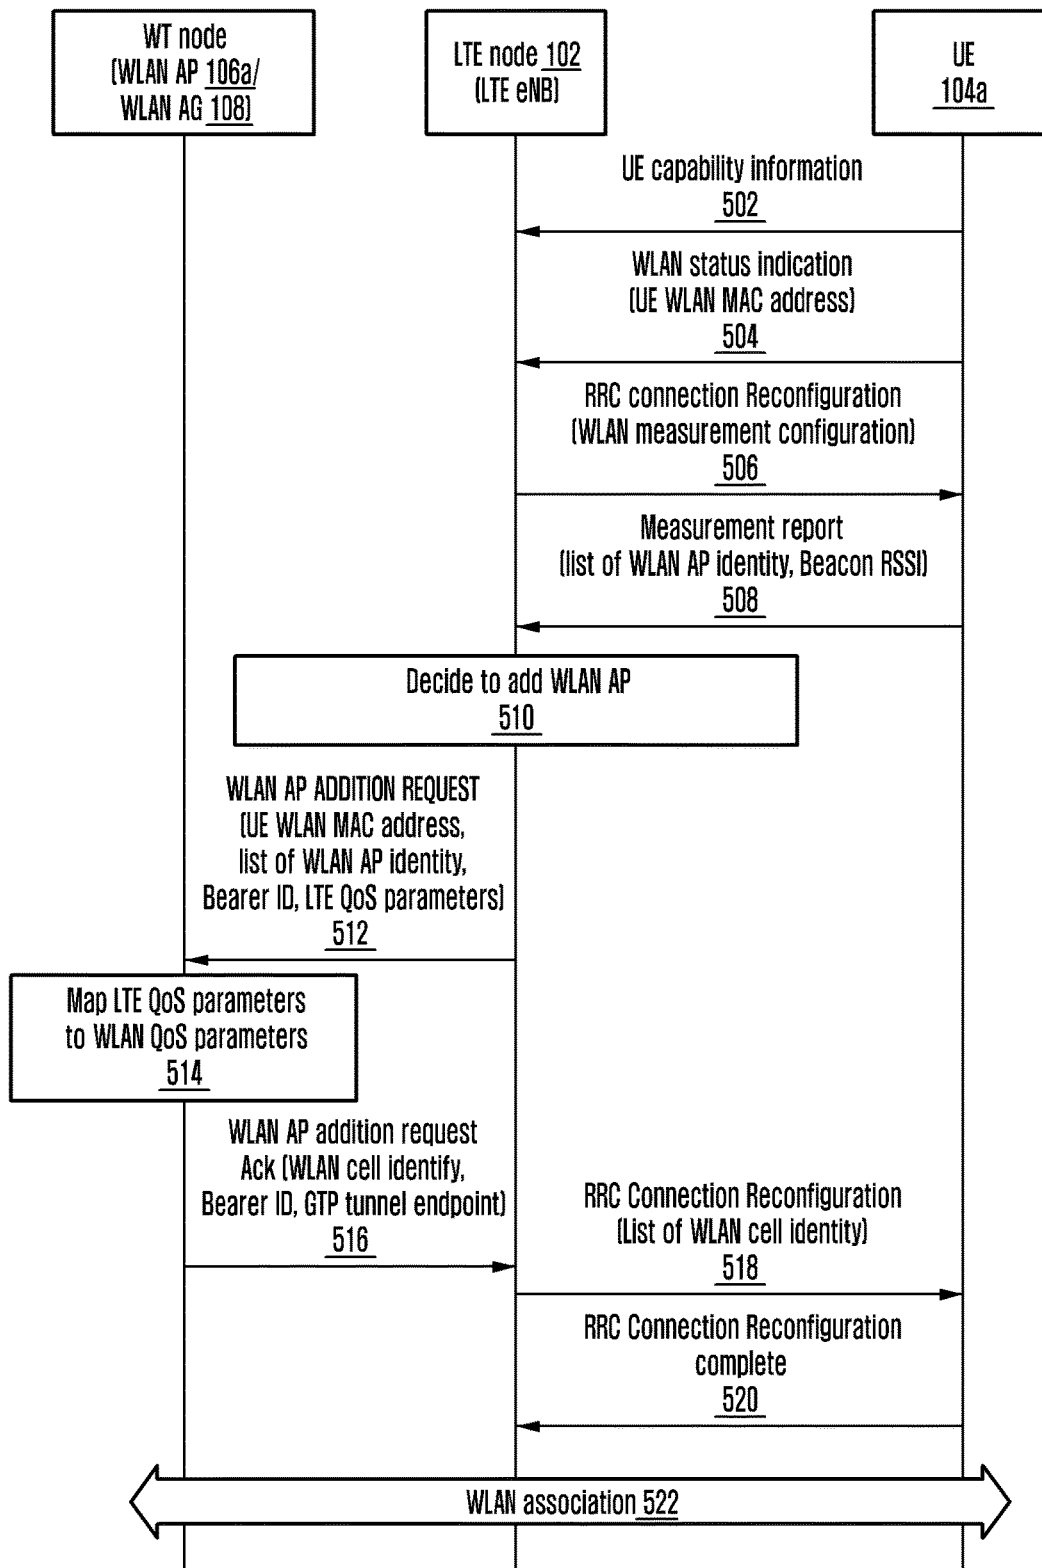 WT node
(WLAN AP 106a/
WLAN AG 108)
LTE node 102
(LTE eNB)
UE
104a
UE capability information
502
WLAN status indication
(UE WLAN MAC address)
504
RRC connection Reconfiguration
(WLAN measurement configuration)
506
Measurement report
(list of WLAN AP identity, Beacon RSSI)
508
Decide to add WLAN AP
510
WLAN AP ADDITION REQUEST
(UE WLAN MAC address,
list of WLAN AP identity,
Bearer ID, LTE QoS parameters)
512
Map LTE QoS parameters
to WLAN QoS parameters
514
WLAN AP addition request
Ack (WLAN cell identify,
Bearer ID, GTP tunnel endpoint)
516
RRC Connection Reconfiguration
(List of WLAN cell identity)
518
RRC Connection Reconfiguration
complete
520
WLAN association 522